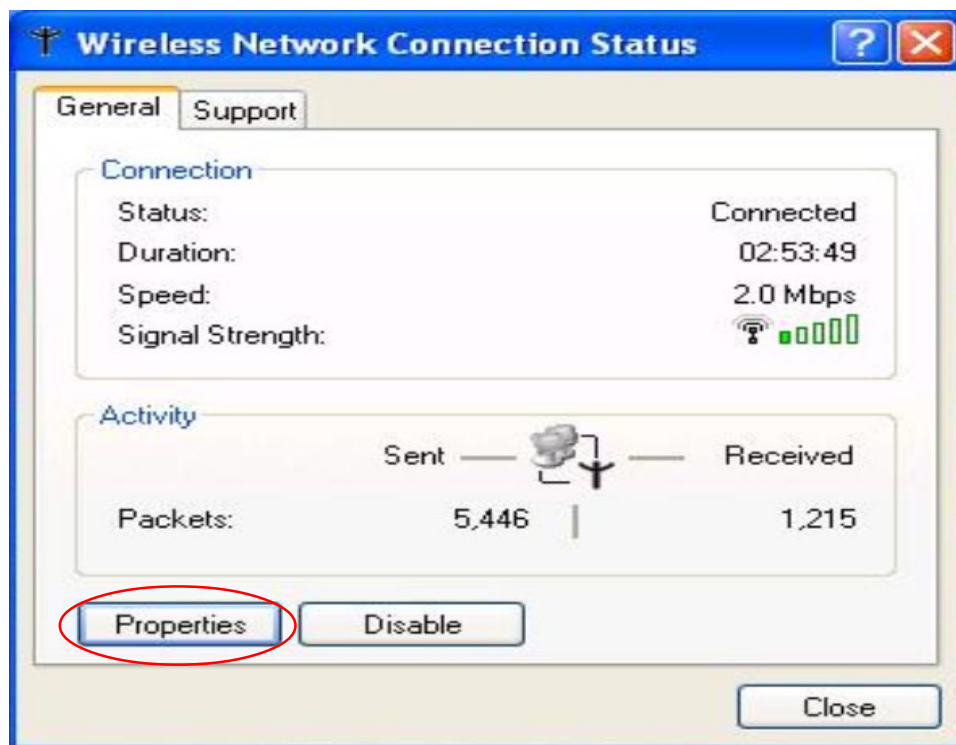 Wireless Network Connection Status
General Support
Connection
Status: Connected
Duration: 02:53:49
Speed: 2.0 Mbps
Signal Strength:
Activity
Sent Received
Packets: 5,446 1,215
Properties Disable
Close